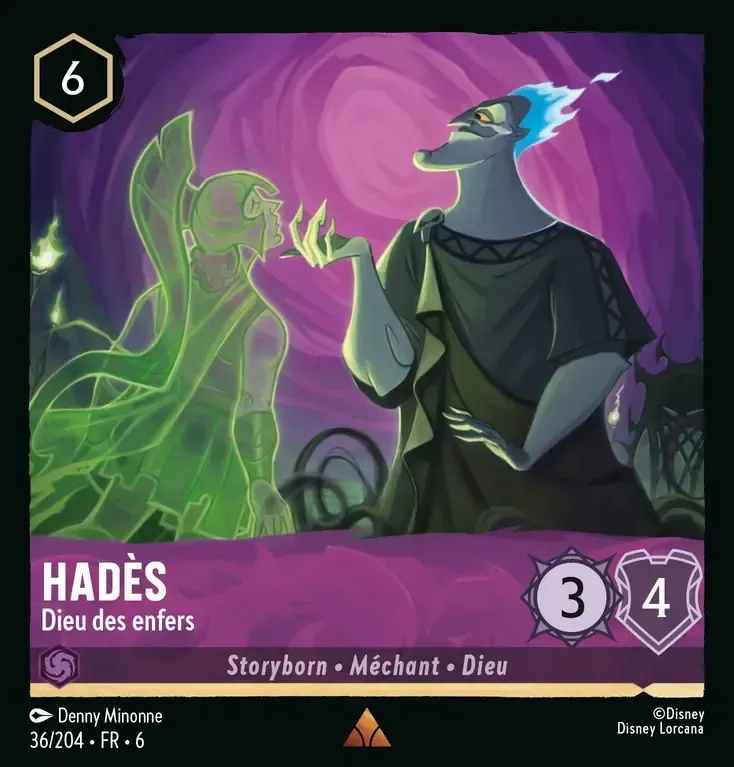 6
HADÈS
Dieu des enfers
3
4
Storyborn • Méchant • Dieu
Denny Minonne
36/204 • FR • 6
©Disney
Disney Lorcana